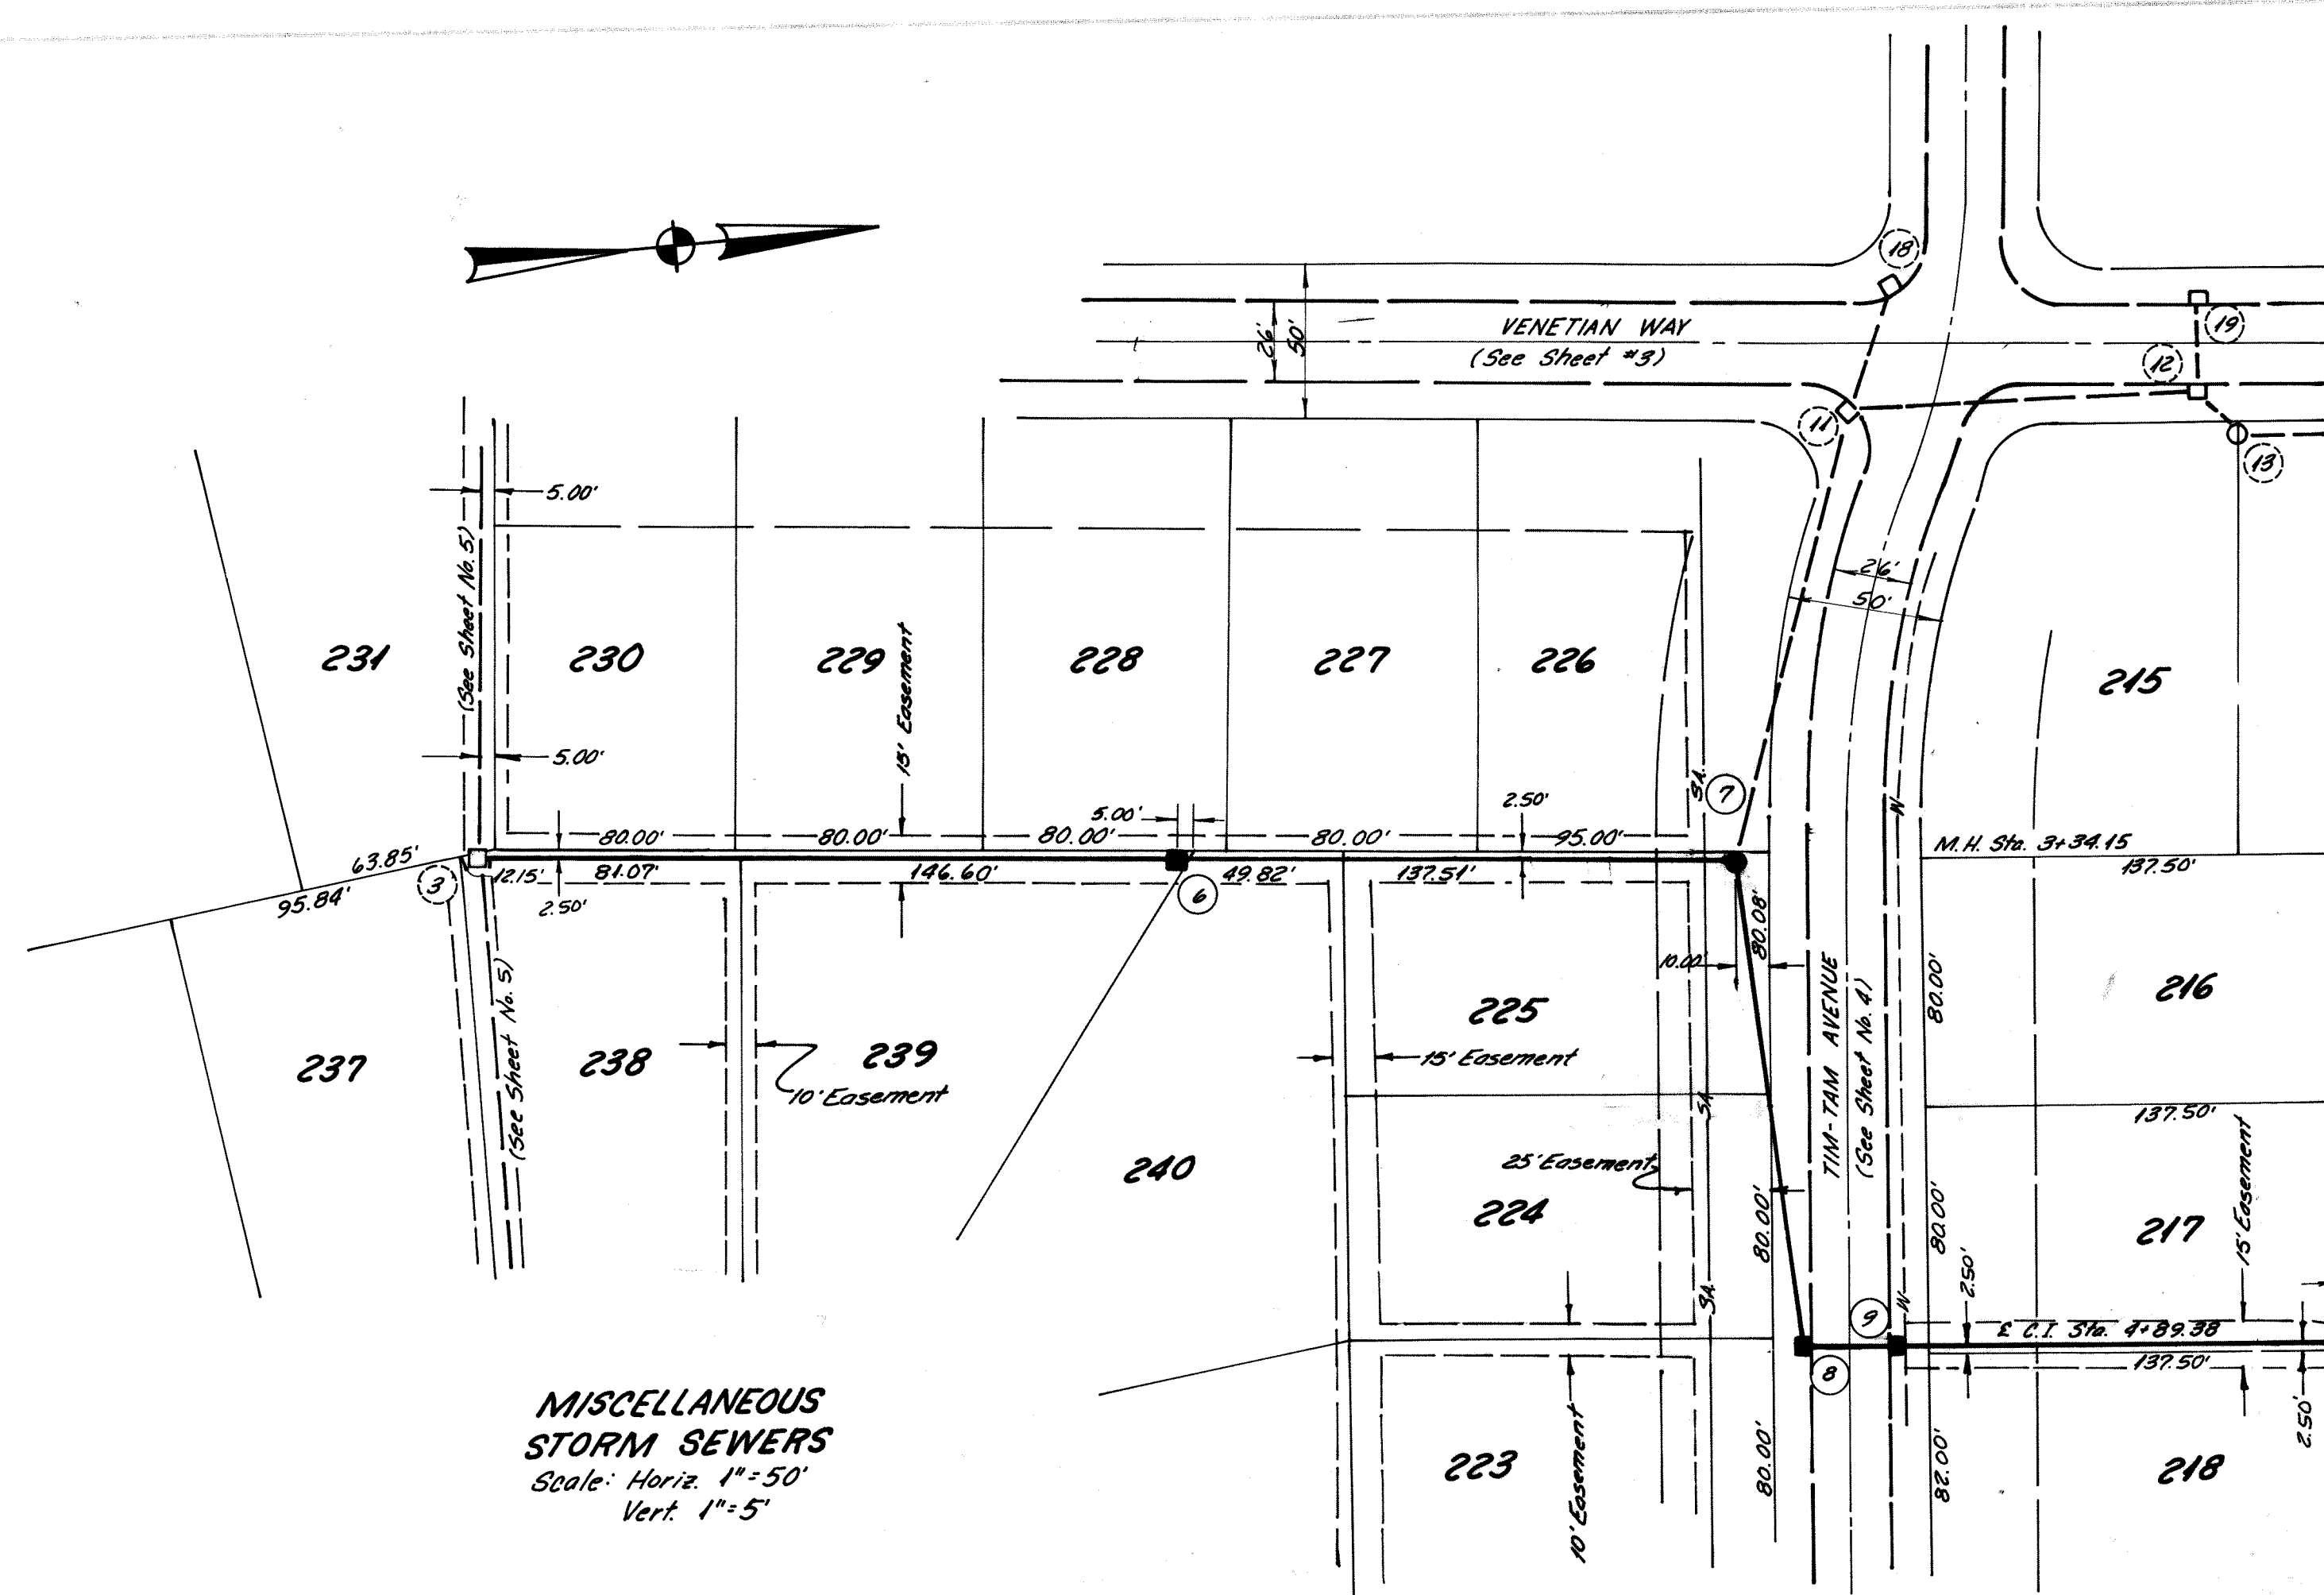 18
19
VENETIAN WAY
(See Sheet #3)
26'
50'
12
11
13
5.00'
(See Sheet No. 5)
26'
50'
231
230
229
15' Easement
228
227
226
215
5.00'
SA.
7
W
2.50'
5.00'
80.00'
80.00'
80.00'
80.00'
95.00'
M.H. Sta. 3+34.15
137.50'
63.85'
95.84'
3
12.15'
81.07'
146.60'
6
49.82'
137.51'
2.50'
80.08'
10.00'
TIM-TAM AVENUE
(See Sheet No. 4)
80.00'
216
225
(See Sheet No. 5)
237
238
239
10' Easement
15' Easement
SA.
137.50'
240
25' Easement
224
80.00'
80.00'
217
15' Easement
2.50'
SA.
W
9
℄ C.I. Sta. 4+89.38
137.50'
8
2.50'
MISCELLANEOUS
STORM SEWERS
Scale: Horiz. 1"=50'
Vert. 1"=5'
223
10' Easement
80.00'
82.00'
218